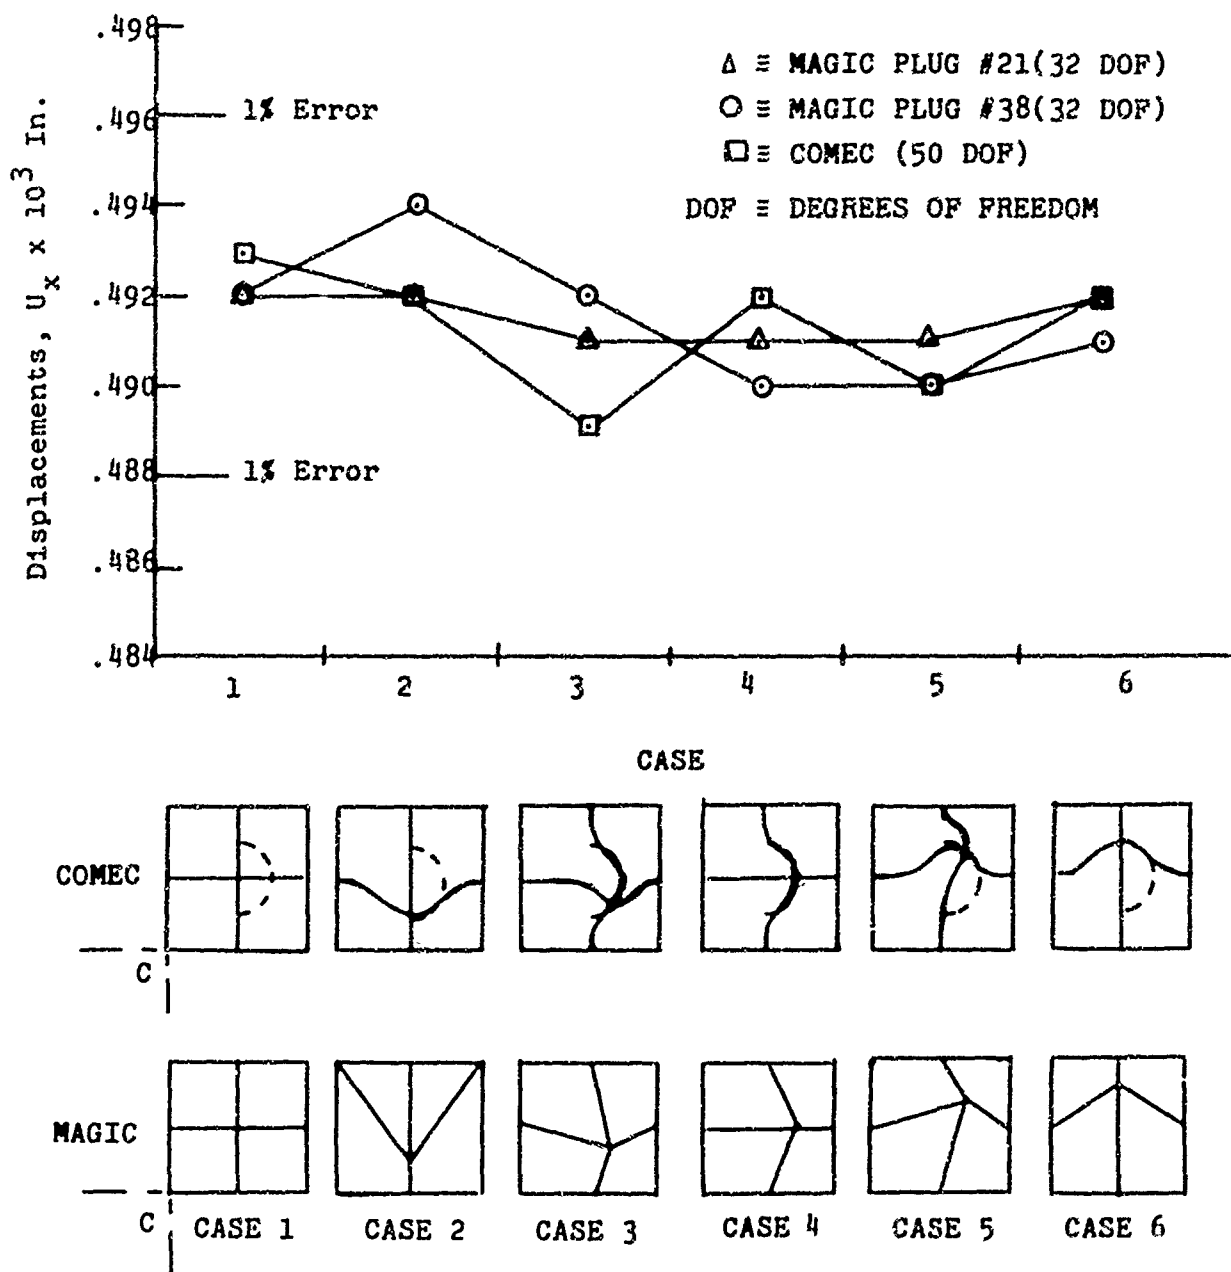 .498
.496
.494
.492
.490
.488
.486
.484
Displacements, Ux x 10³ In.
1% Error
1% Error
Δ ≡ MAGIC PLUG #21(32 DOF)
○ ≡ MAGIC PLUG #38(32 DOF)
□ ≡ COMEC (50 DOF)
DOF ≡ DEGREES OF FREEDOM
1 2 3 4 5 6
CASE
COMEC
C
MAGIC
C
CASE 1 CASE 2 CASE 3 CASE 4 CASE 5 CASE 6